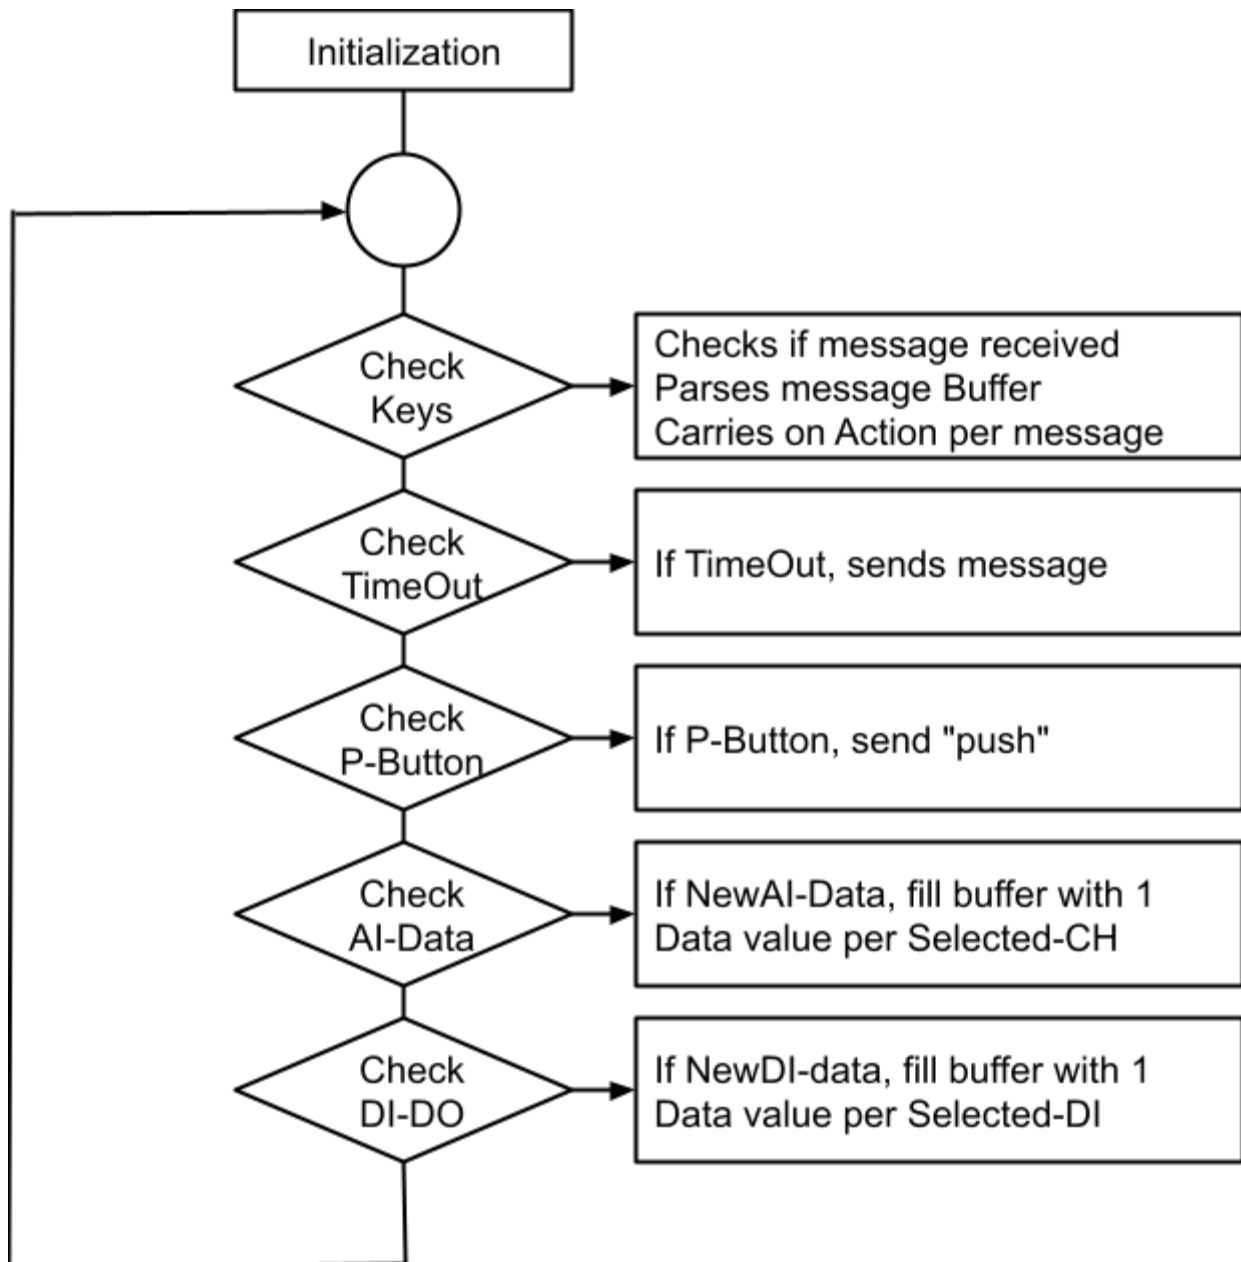 Initialization
Check
Keys
Checks if message received
Parses message Buffer
Carries on Action per message
Check
TimeOut
If TimeOut, sends message
Check
P-Button
If P-Button, send "push"
Check
AI-Data
If NewAI-Data, fill buffer with 1
Data value per Selected-CH
Check
DI-DO
If NewDI-data, fill buffer with 1
Data value per Selected-DI